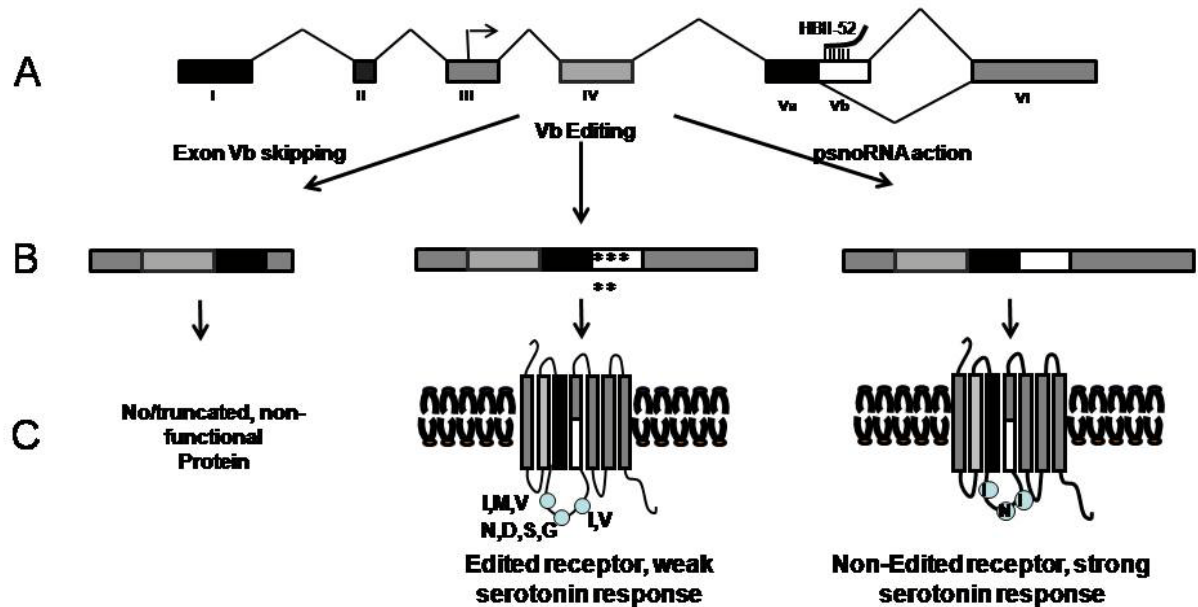 HBII-52
A
I
II
III
IV
Va
Vb
VI
Exon Vb skipping
Vb Editing
psnoRNA action
B
***
**
C
No/truncated, non-
functional
Protein
I,M,V
N,D,S,G
I,V
I
N
I
Edited receptor, weak
serotonin response
Non-Edited receptor, strong
serotonin response